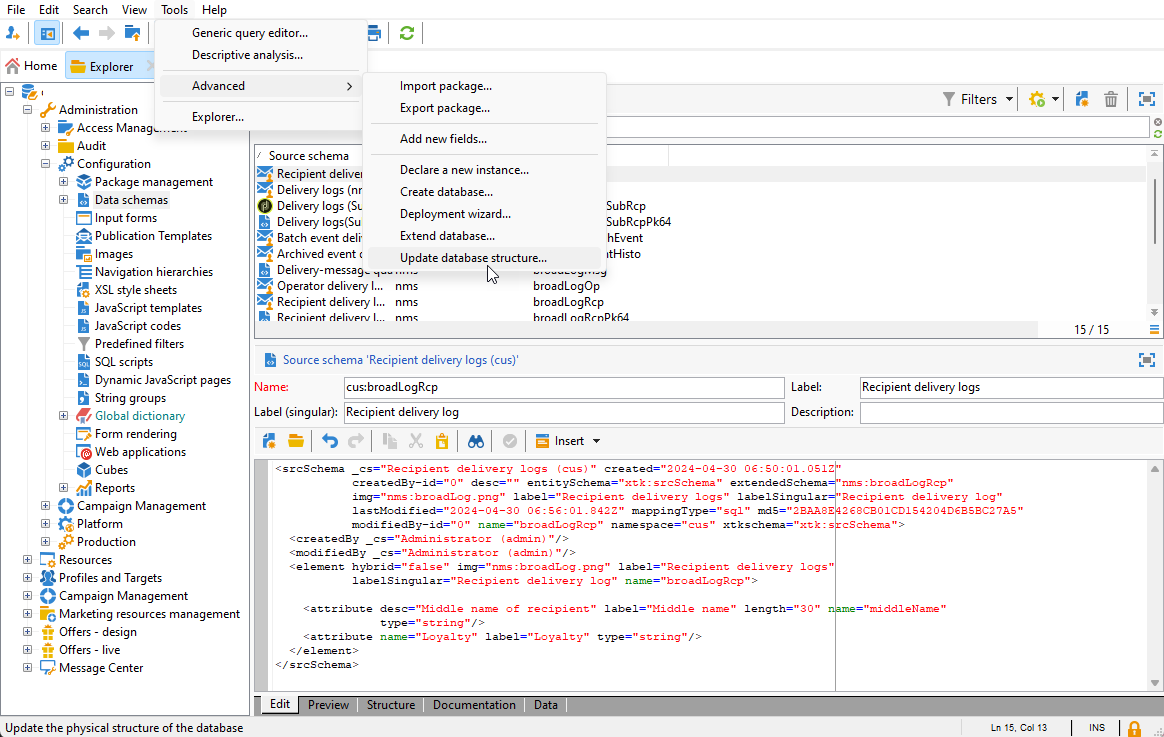 File Edit Search View Tools Help
Generic query editor...
Descriptive analysis...
Advanced
Explorer...
Import package...
Export package...
Add new fields...
Declare a new instance...
Create database...
Deployment wizard...
Extend database...
Update database structure...
Home Explorer
Filters
Administration
Access Management
Audit
Configuration
Package management
Data schemas
Input forms
Publication Templates
Images
Navigation hierarchies
XSL style sheets
JavaScript templates
JavaScript codes
Predefined filters
SQL scripts
Dynamic JavaScript pages
String groups
Global dictionary
Form rendering
Web applications
Cubes
Reports
Campaign Management
Platform
Production
Resources
Profiles and Targets
Campaign Management
Marketing resources management
Offers - design
Offers - live
Message Center
Source schema
Recipient deliver
Delivery logs (nr
Delivery logs (Su SubRcp
Delivery logs(Sub SubRcpPk64
Batch event deli hEvent
Archived event ntHisto
Delivery-message nms broadLogMsg
Operator delivery l... nms broadLogOp
Recipient delivery l... nms broadLogRcp
Recipient delivery l... nms broadLogRcpPk64
15 / 15
Source schema 'Recipient delivery logs (cus)'
Name: cus:broadLogRcp Label: Recipient delivery logs
Label (singular): Recipient delivery log Description:
Insert
<srcSchema _cs="Recipient delivery logs (cus)" created="2024-04-30 06:50:01.051Z"
createdBy-id="0" desc="" entitySchema="xtk:srcSchema" extendedSchema="nms:broadLogRcp"
img="nms:broadLog.png" label="Recipient delivery logs" labelSingular="Recipient delivery log"
lastModified="2024-04-30 06:56:01.842Z" mappingType="sql" md5="2BAA8E4268CB01CD154204D6B5BC27A5"
modifiedBy-id="0" name="broadLogRcp" namespace="cus" xtkschema="xtk:srcSchema">
<createdBy _cs="Administrator (admin)"/>
<modifiedBy _cs="Administrator (admin)"/>
<element hybrid="false" img="nms:broadLog.png" label="Recipient delivery logs"
labelSingular="Recipient delivery log" name="broadLogRcp">
<attribute desc="Middle name of recipient" label="Middle name" length="30" name="middleName"
type="string"/>
<attribute name="Loyalty" label="Loyalty" type="string"/>
</element>
</srcSchema>
Edit Preview Structure Documentation Data
Update the physical structure of the database Ln 15, Col 13 INS